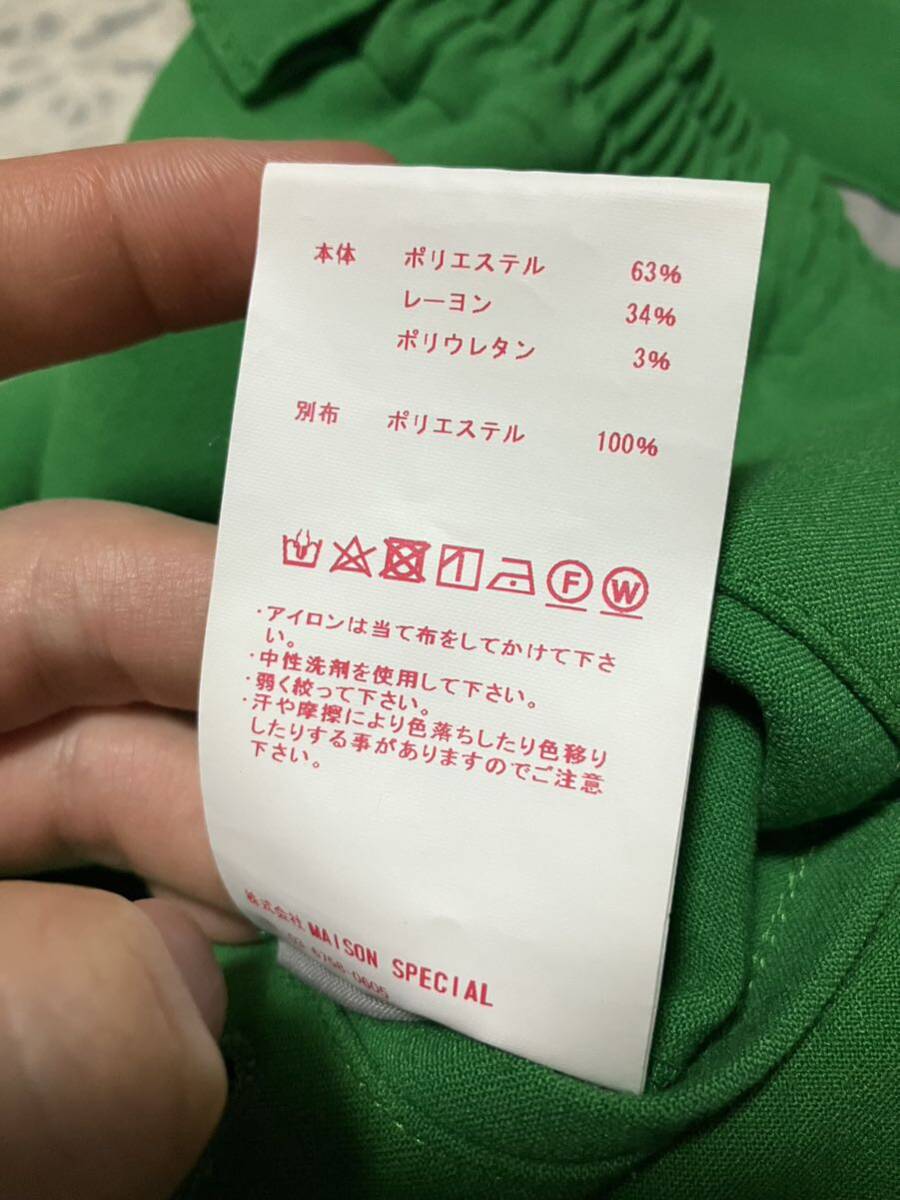 本体 ポリエステル 63%
レーヨン 34%
ポリウレタン 3%
別布 ポリエステル 100%
F W
・アイロンは当て布をしてかけて下さ
い。
・中性洗剤を使用して下さい。
・弱く絞って下さい。
・汗や摩擦により色落ちしたり色移り
したりする事がありますのでご注意
下さい。
株式会社 MAISON SPECIAL
03-6758-0605